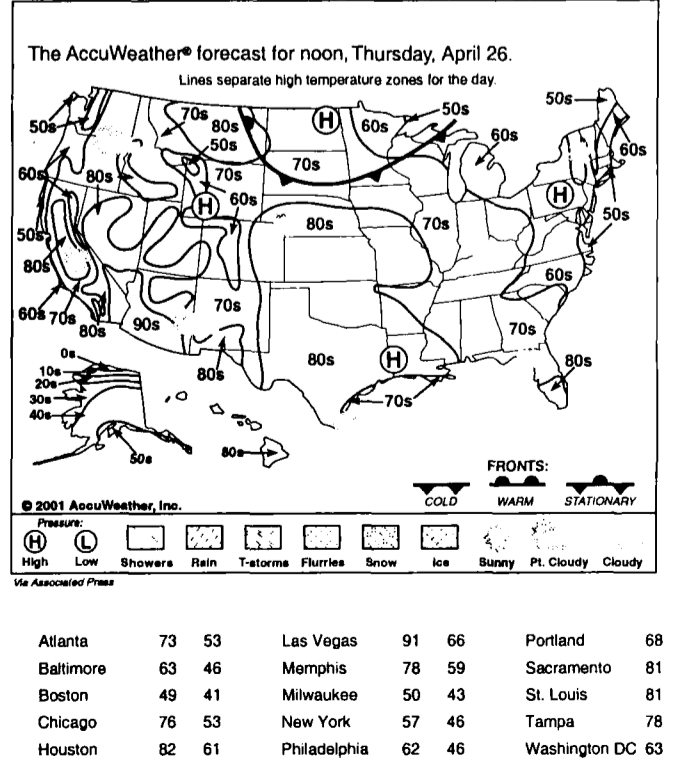 The AccuWeather® forecast for noon, Thursday, April 26.
Lines separate high temperature zones for the day.
50s 70s 80s 50s H 60s 50s 50s 60s
60s 80s 70s 60s 70s 60s
H 80s 70s H 50s
50s 80s 60s
60s 70s 80s 90s 70s 70s
80s 80s H 70s 80s
0s
10s
20s
30s
40s
50s 80s
FRONTS:
COLD WARM STATIONARY
© 2001 AccuWeather, Inc.
Pressure:
H L
High Low Showers Rain T-storms Flurries Snow Ice Sunny Pt. Cloudy Cloudy
Via Associated Press
Atlanta 73 53 Las Vegas 91 66 Portland 68
Baltimore 63 46 Memphis 78 59 Sacramento 81
Boston 49 41 Milwaukee 50 43 St. Louis 81
Chicago 76 53 New York 57 46 Tampa 78
Houston 82 61 Philadelphia 62 46 Washington DC 63